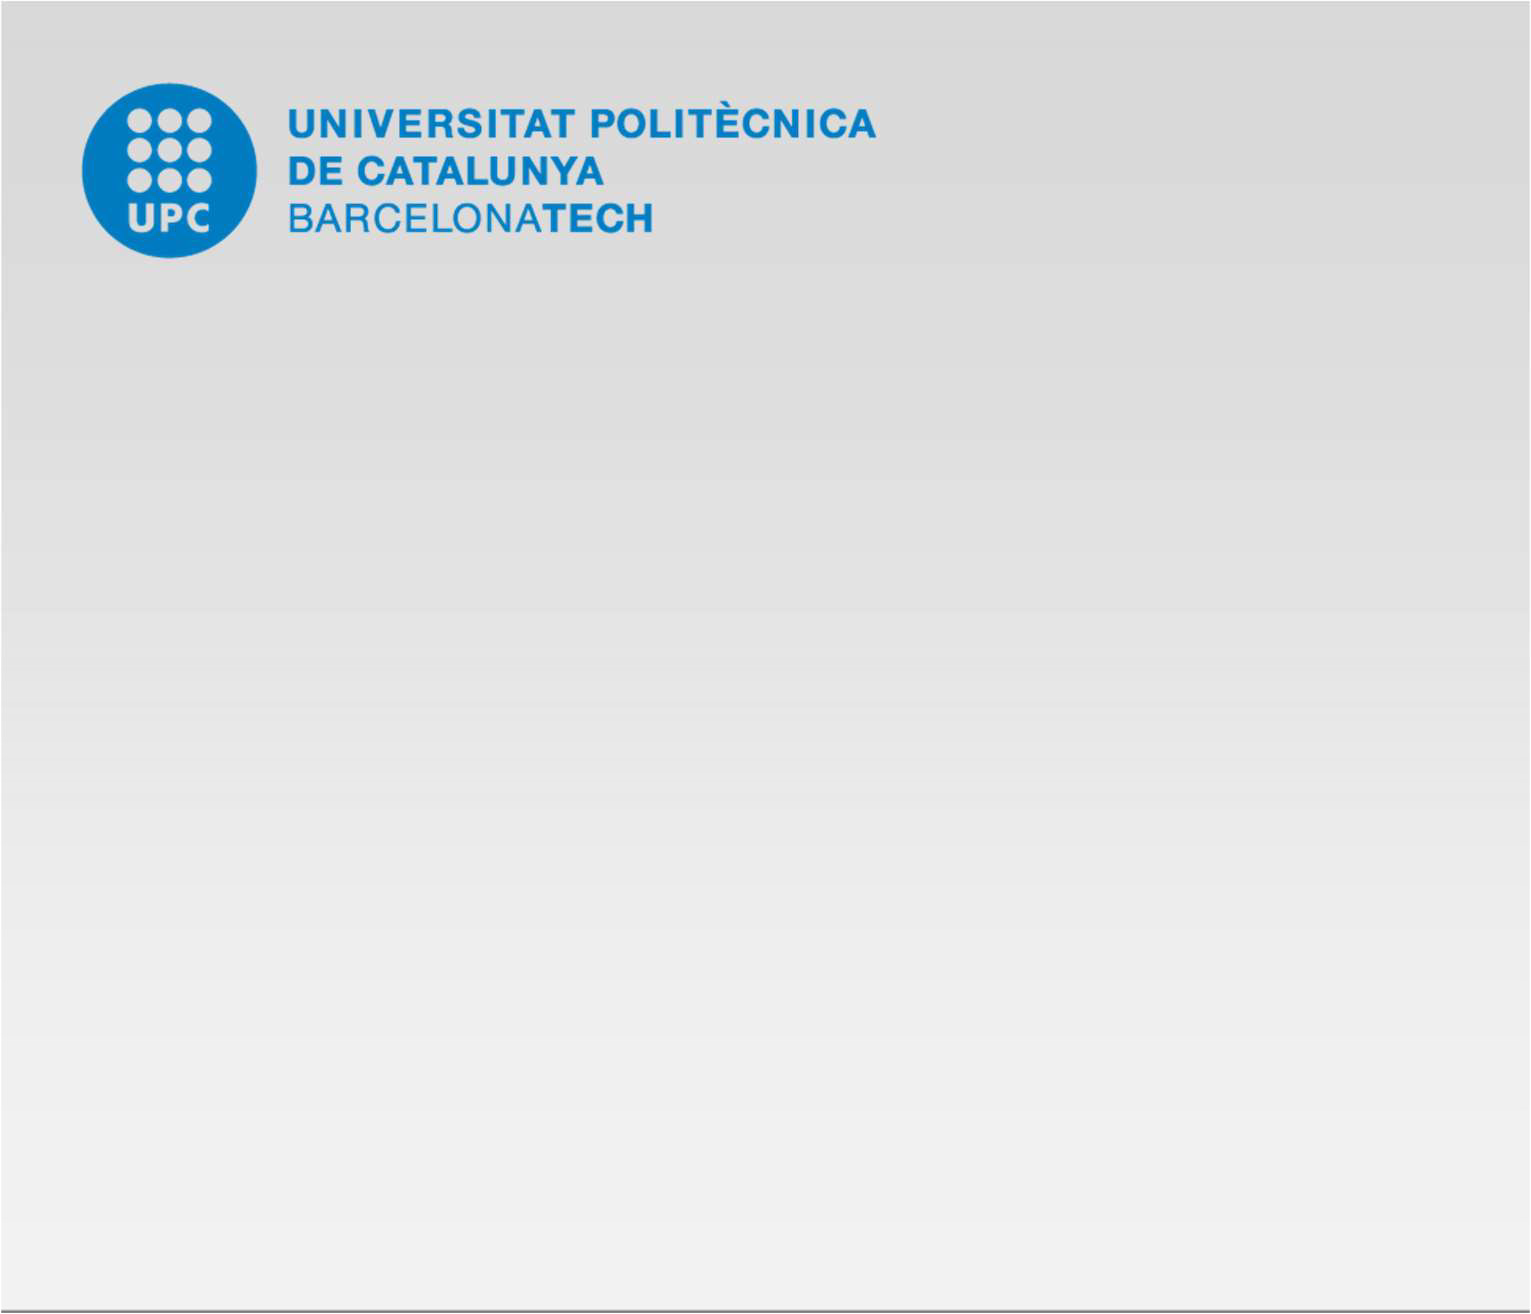 UPC
UNIVERSITAT POLITÈCNICA
DE CATALUNYA
BARCELONATECH